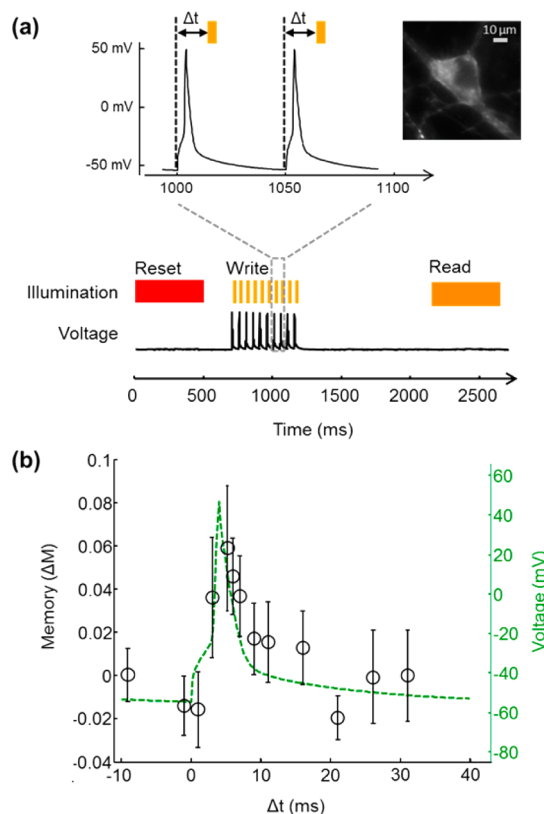 (a)
Δt
Δt
10 μm
50 mV
0 mV
-50 mV
1000
1050
1100
Reset
Write
Read
Illumination
Voltage
0
500
1000
1500
2000
2500
Time (ms)
(b)
0.1
0.08
0.06
0.04
0.02
0
-0.02
-0.04
Memory (ΔM)
60
40
20
0
-20
-40
-60
-80
Voltage (mV)
-10
0
10
20
30
40
Δt (ms)